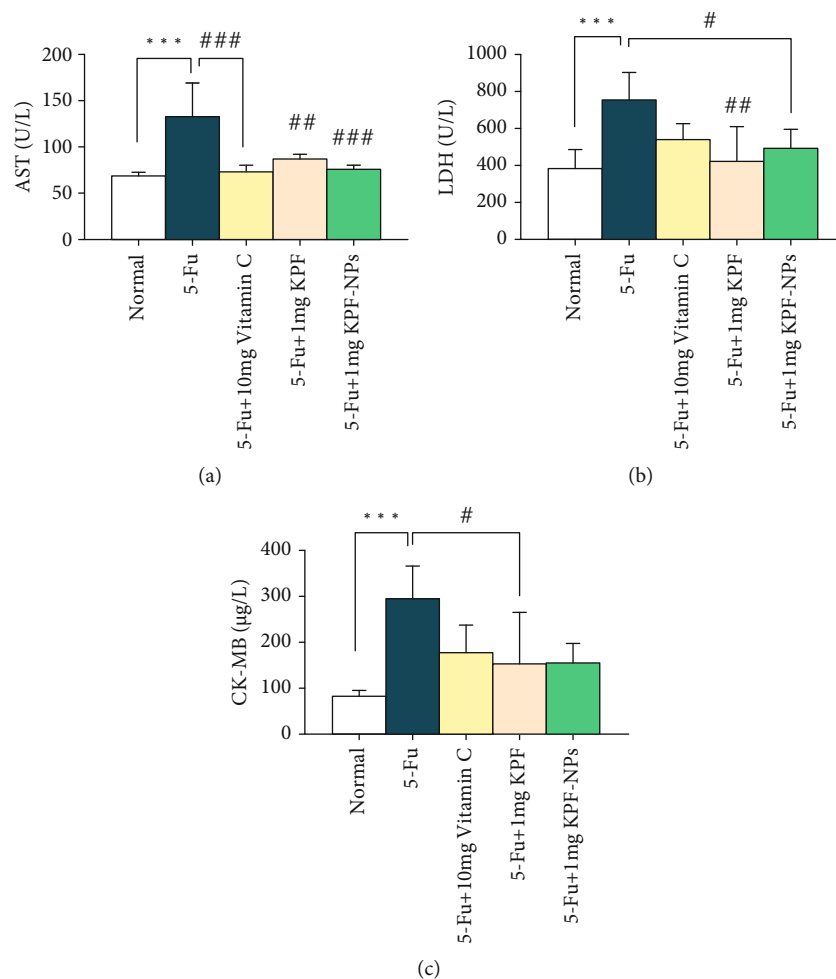 * * *
###
##
###
AST (U/L)
200
150
100
50
0
Normal
5-Fu
5-Fu+10mg Vitamin C
5-Fu+1mg KPF
5-Fu+1mg KPF-NPs
(a)
* * *
#
##
LDH (U/L)
1000
800
600
400
200
0
Normal
5-Fu
5-Fu+10mg Vitamin C
5-Fu+1mg KPF
5-Fu+1mg KPF-NPs
(b)
* * *
#
CK-MB (μg/L)
400
300
200
100
0
Normal
5-Fu
5-Fu+10mg Vitamin C
5-Fu+1mg KPF
5-Fu+1mg KPF-NPs
(c)